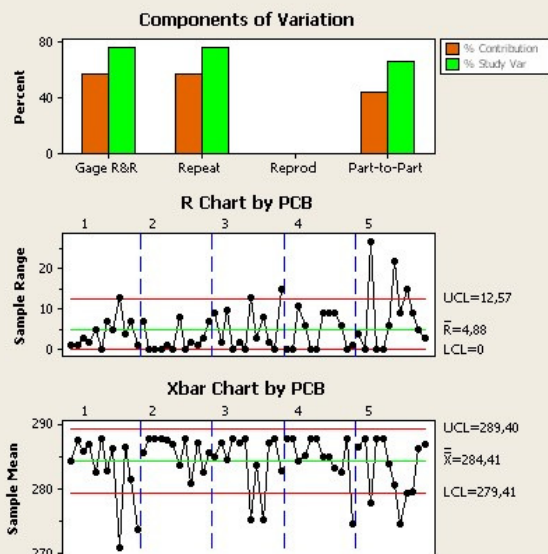 Components of Variation
80
40
0
Percent
Gage R&R Repeat Reprod Part-to-Part
% Contribution
% Study Var
R Chart by PCB
1 2 3 4 5
20
10
0
Sample Range
UCL=12,57
R=4,88
LCL=0
Xbar Chart by PCB
1 2 3 4 5
290
280
270
Sample Mean
UCL=289,40
X=284,41
LCL=279,41